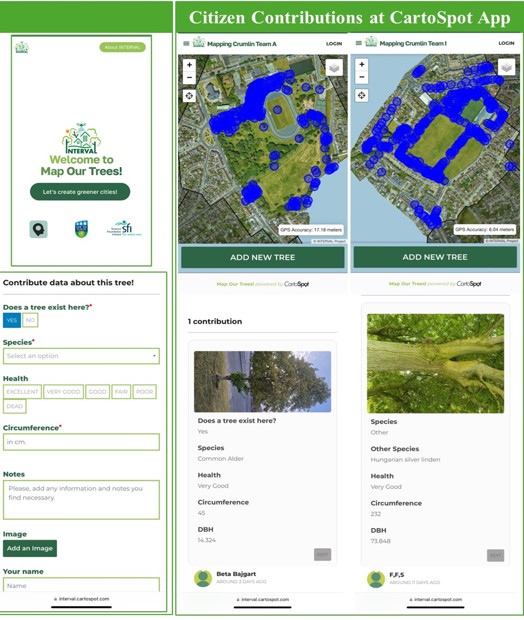 About INTERVAL
INTERVAL
Welcome to
Map Our Trees!
Let's create greener cities!
sfi
Contribute data about this tree!
Does a tree exist here?*
YES
NO
Species*
Select an option
Health
EXCELLENT
VERY GOOD
GOOD
FAIR
POOR
DEAD
Circumference*
in cm.
Notes
Please, add any information and notes you
find necessary.
Image
Add an Image
Your name
Name
interval.cartospot.com
Citizen Contributions at CartoSpot App
Mapping Crumlin Team A
LOGIN
+
−
GPS Accuracy: 17.18 meters
© INTERVAL Project
ADD NEW TREE
Map Our Trees! powered by CartoSpot
1 contribution
Does a tree exist here?
Yes
Species
Common Alder
Health
Very Good
Circumference
45
DBH
14.324
Beta Bajgart
AROUND 3 DAYS AGO
interval.cartospot.com
Mapping Crumlin Team I
LOGIN
+
−
GPS Accuracy: 6.04 meters
© INTERVAL Project
ADD NEW TREE
Map Our Trees! powered by CartoSpot
Species
Other
Other Species
Hungarian silver linden
Health
Very Good
Circumference
232
DBH
73.848
F,F,S
AROUND 11 DAYS AGO
interval.cartospot.com